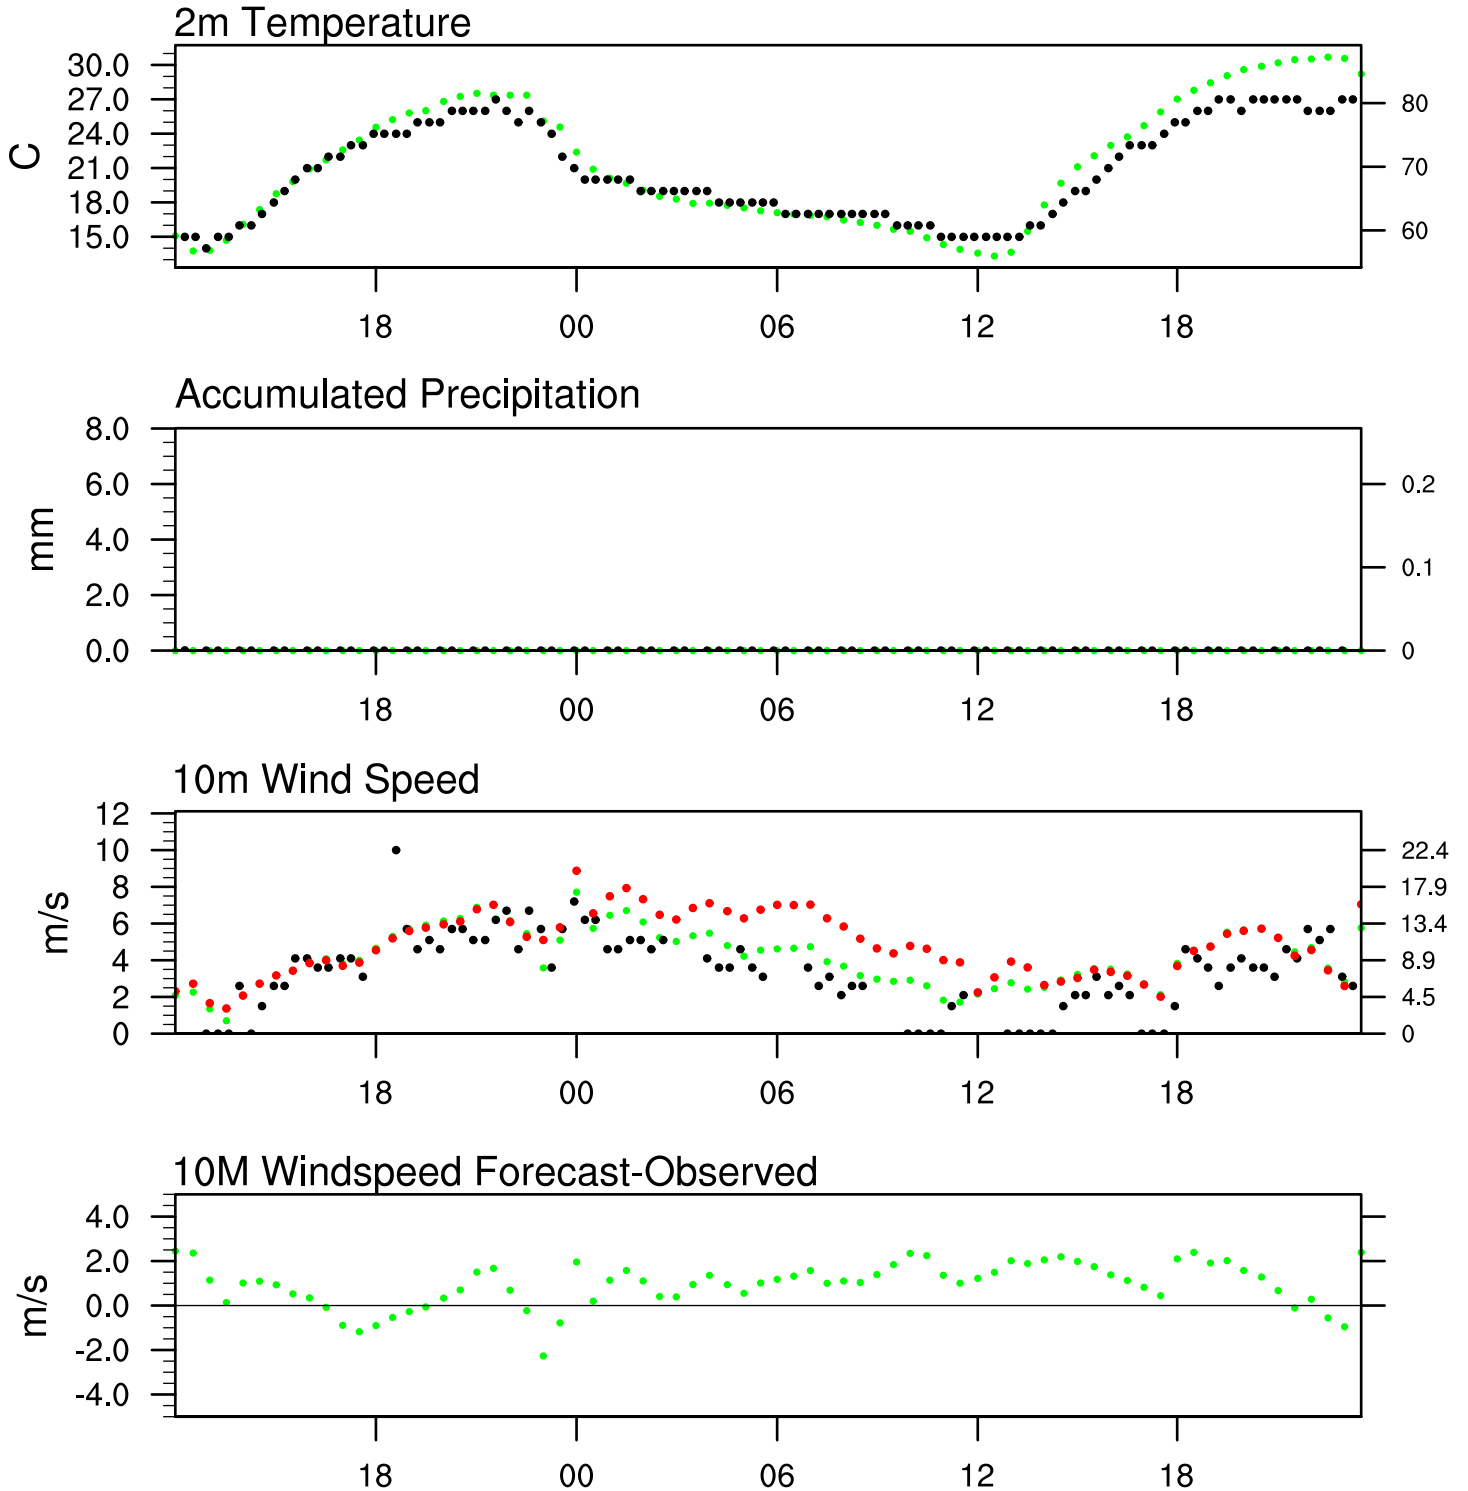 2m Temperature
30.0
27.0
24.0
21.0
18.0
15.0
C
80
70
60
18 00 06 12 18
Accumulated Precipitation
8.0
6.0
4.0
2.0
0.0
mm
0.2
0.1
0
18 00 06 12 18
10m Wind Speed
12
10
8
6
4
2
0
m/s
22.4
17.9
13.4
8.9
4.5
0
18 00 06 12 18
10M Windspeed Forecast-Observed
4.0
2.0
0.0
-2.0
-4.0
m/s
18 00 06 12 18